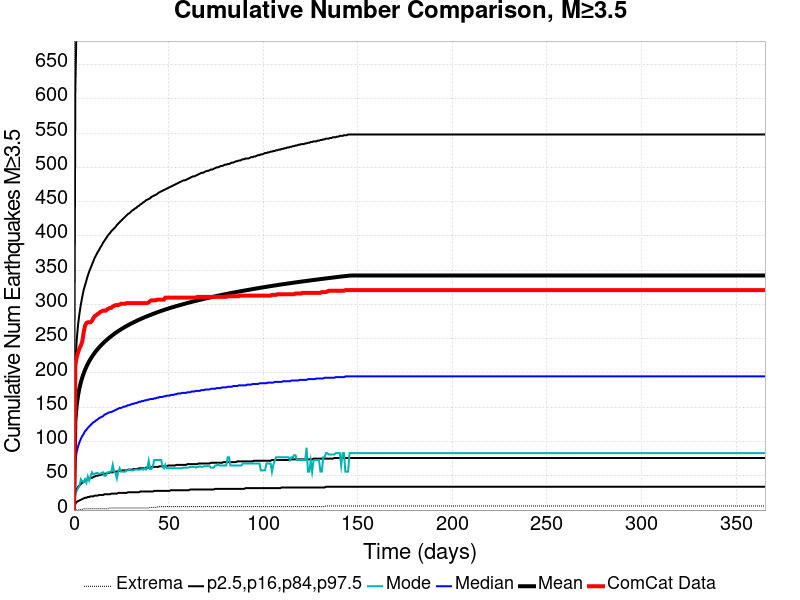 Cumulative Number Comparison, M≥3.5
Cumulative Num Earthquakes M≥3.5
650
600
550
500
450
400
350
300
250
200
150
100
50
0
0 50 100 150 200 250 300 350
Time (days)
Extrema p2.5,p16,p84,p97.5 Mode Median Mean ComCat Data